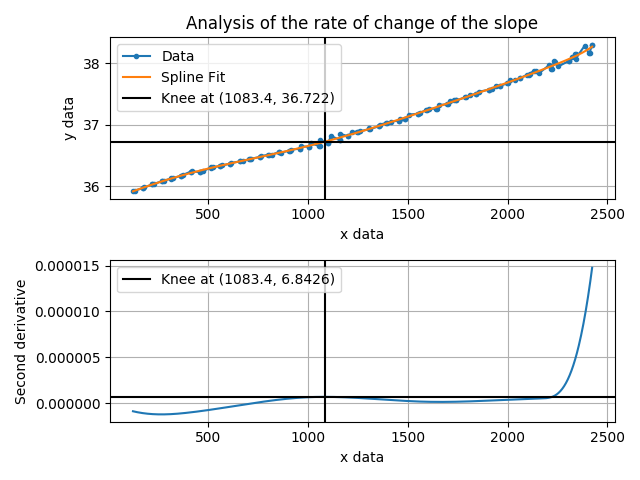 Analysis of the rate of change of the slope
Data
Spline Fit
Knee at (1083.4, 36.722)
y data
38
37
36
500
1000
1500
2000
2500
x data
Knee at (1083.4, 6.8426)
Second derivative
0.000015
0.000010
0.000005
0.000000
500
1000
1500
2000
2500
x data